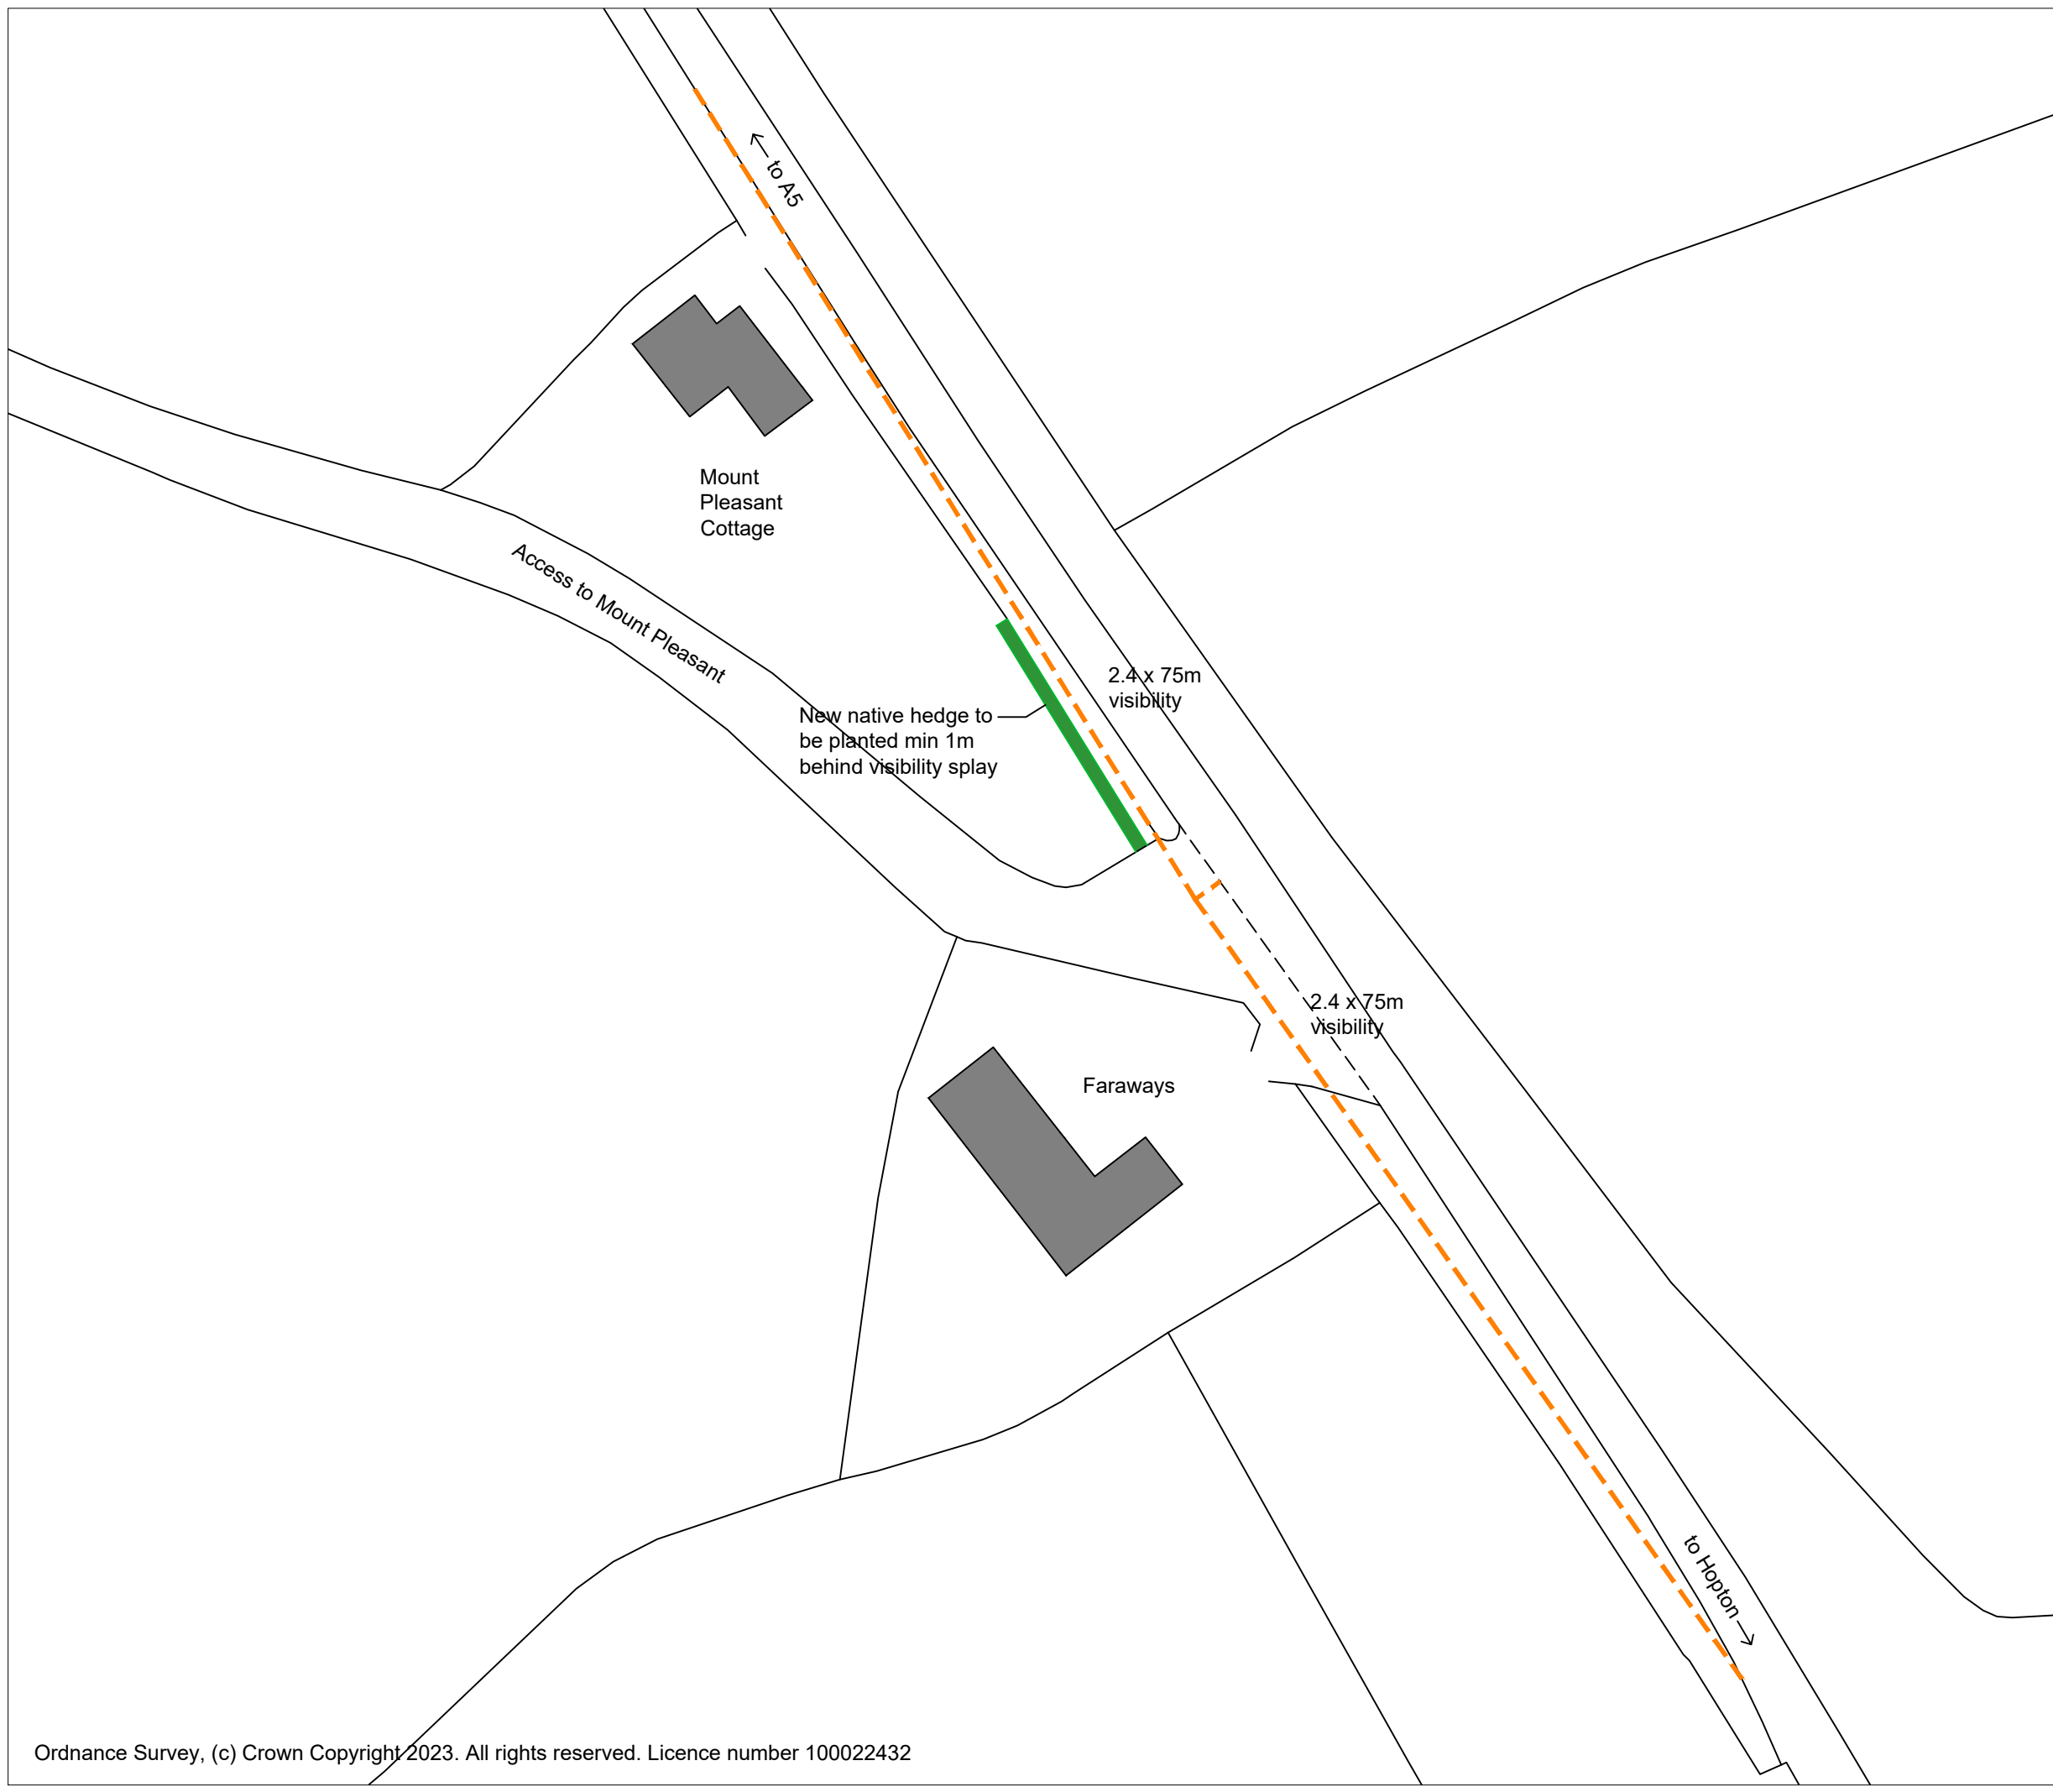 to A5
Mount
Pleasant
Cottage
Access to Mount Pleasant
2.4 x 75m
visibility
New native hedge to
be planted min 1m
behind visibility splay
2.4 x 75m
visibility
Faraways
to Hopton
Ordnance Survey, (c) Crown Copyright 2023. All rights reserved. Licence number 100022432